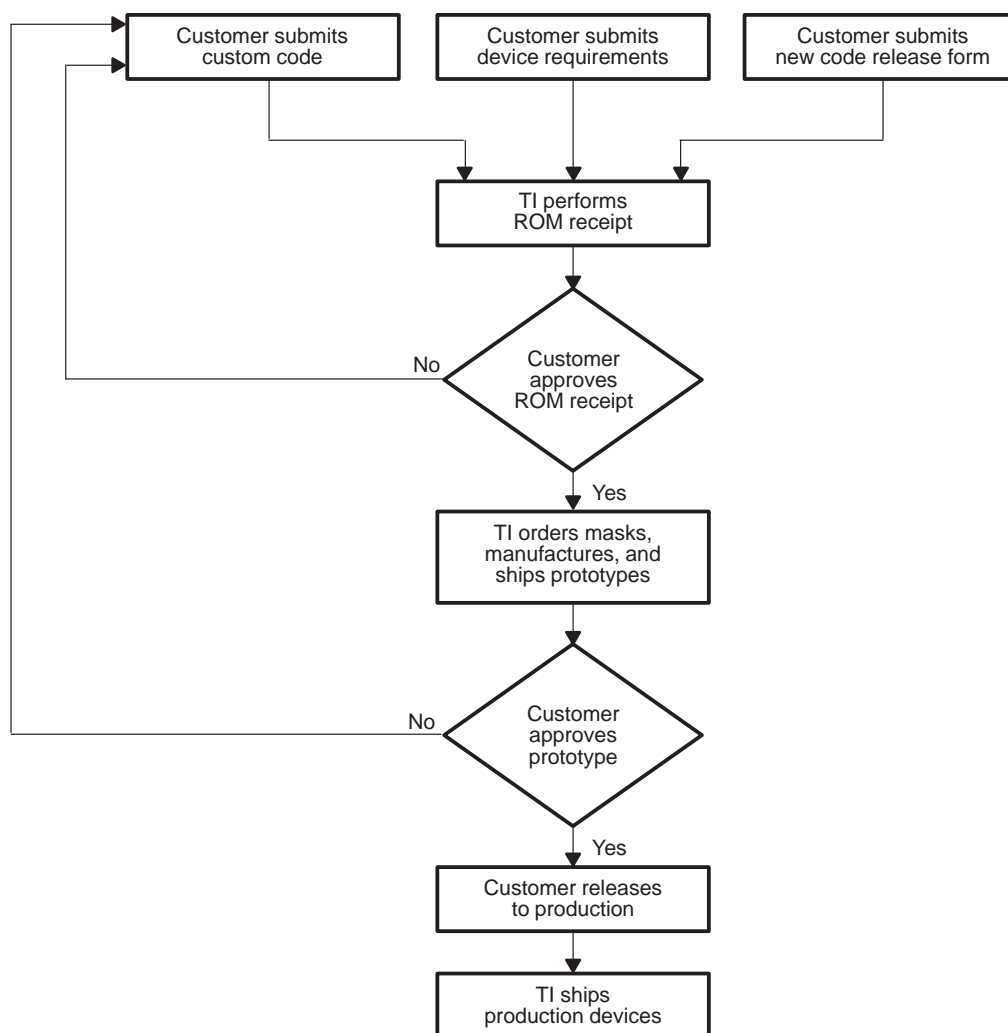 Customer submits
custom code
Customer submits
device requirements
Customer submits
new code release form
TI performs
ROM receipt
No
Customer
approves
ROM receipt
Yes
TI orders masks,
manufactures, and
ships prototypes
No
Customer
approves
prototype
Yes
Customer releases
to production
TI ships
production devices